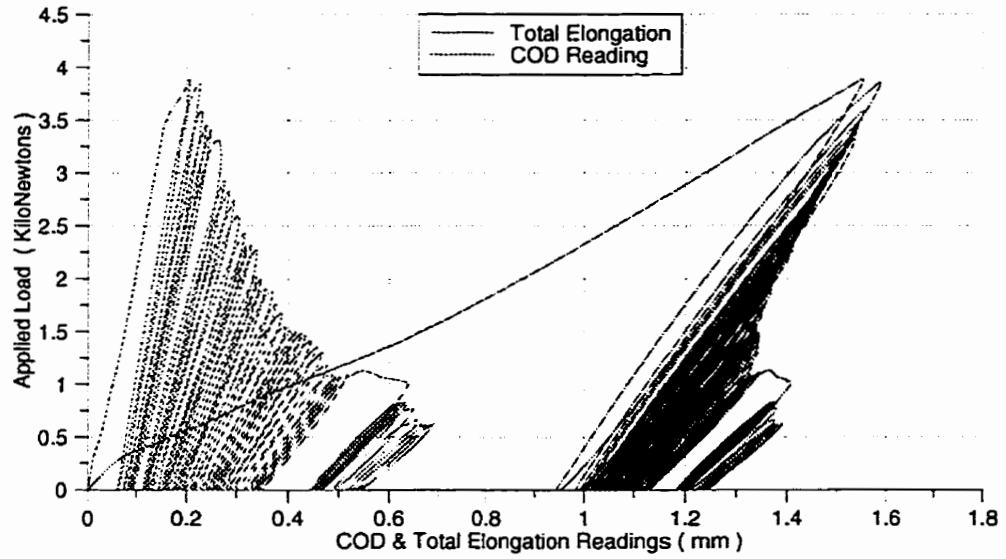 4.5
4
3.5
3
2.5
2
1.5
1
0.5
0
Applied Load ( KiloNewtons )
Total Elongation
COD Reading
0 0.2 0.4 0.6 0.8 1 1.2 1.4 1.6 1.8
COD & Total Elongation Readings ( mm )